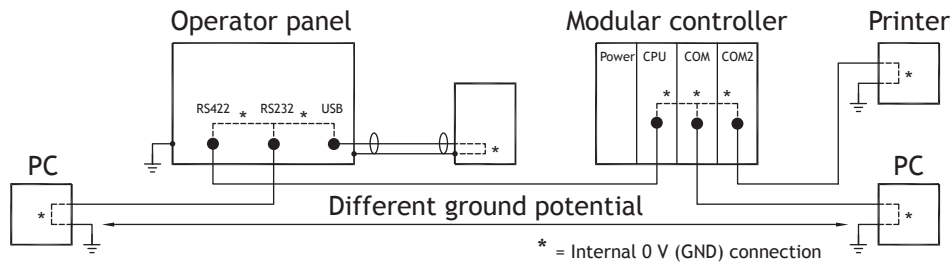 Operator panel
Modular controller
Printer
Power CPU COM COM2
RS422 * RS232 * USB
* * *
*
*
PC
PC
*
*
Different ground potential
* = Internal 0 V (GND) connection